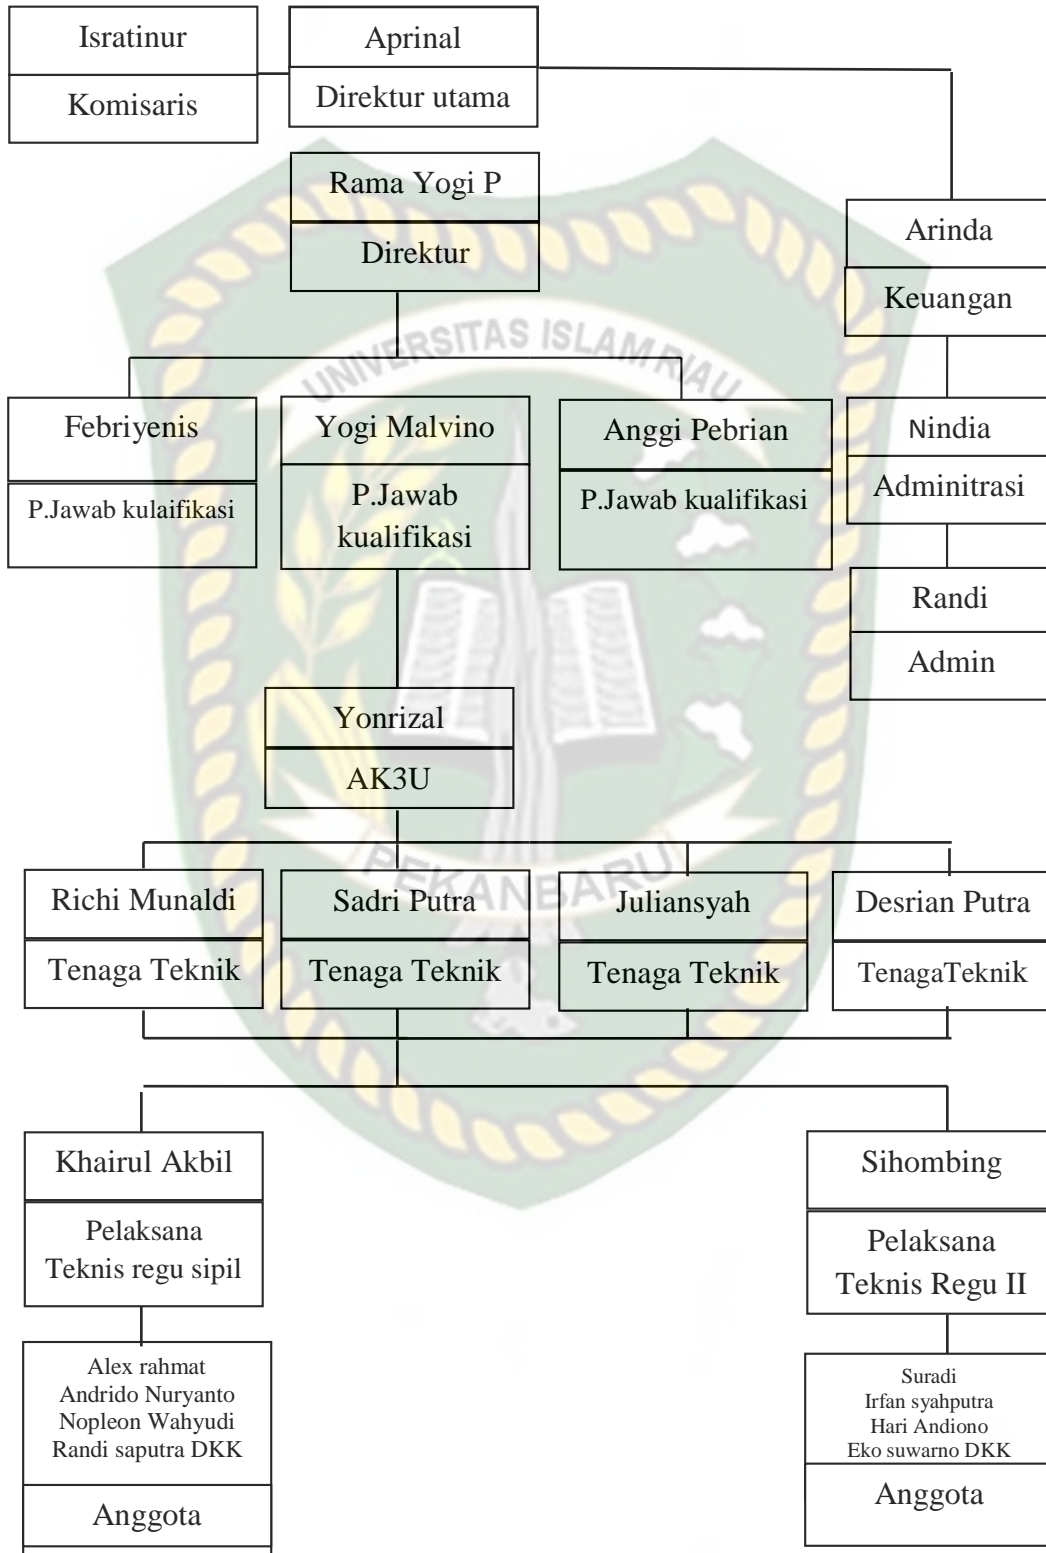 Isratinur
Komisaris
Aprinal
Direktur utama
Rama Yogi P
Direktur
Arinda
Keuangan
UNIVERSITAS ISLAM RIAU
Febriyenis
P.Jawab kulaifikasi
Yogi Malvino
P.Jawab
kualifikasi
Anggi Pebrian
P.Jawab kualifikasi
Nindia
Adminitrasi
Randi
Admin
Yonrizal
AK3U
PEKANBARU
Richi Munaldi
Tenaga Teknik
Sadri Putra
Tenaga Teknik
Juliansyah
Tenaga Teknik
Desrian Putra
TenagaTeknik
Khairul Akbil
Pelaksana
Teknis regu sipil
Sihombing
Pelaksana
Teknis Regu II
Alex rahmat
Andrido Nuryanto
Nopleon Wahyudi
Randi saputra DKK
Anggota
Suradi
Irfan syahputra
Hari Andiono
Eko suwarno DKK
Anggota